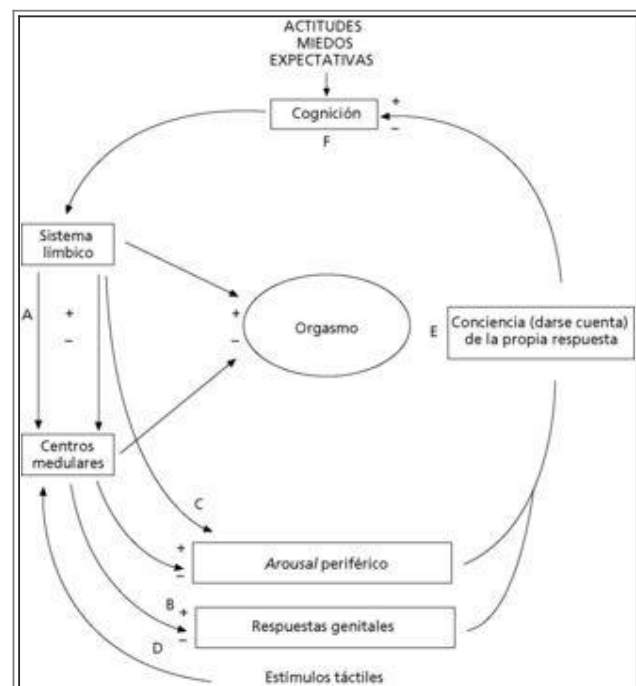 ACTITUDES
MIEDOS
EXPECTATIVAS
Cognición
+
–
F
Sistema
límbico
A
+
–
+
–
Orgasmo
E
Conciencia (darse cuenta)
de la propia respuesta
Centros
medulares
C
+
–
Arousal periférico
B
+
–
Respuestas genitales
D
Estímulos táctiles